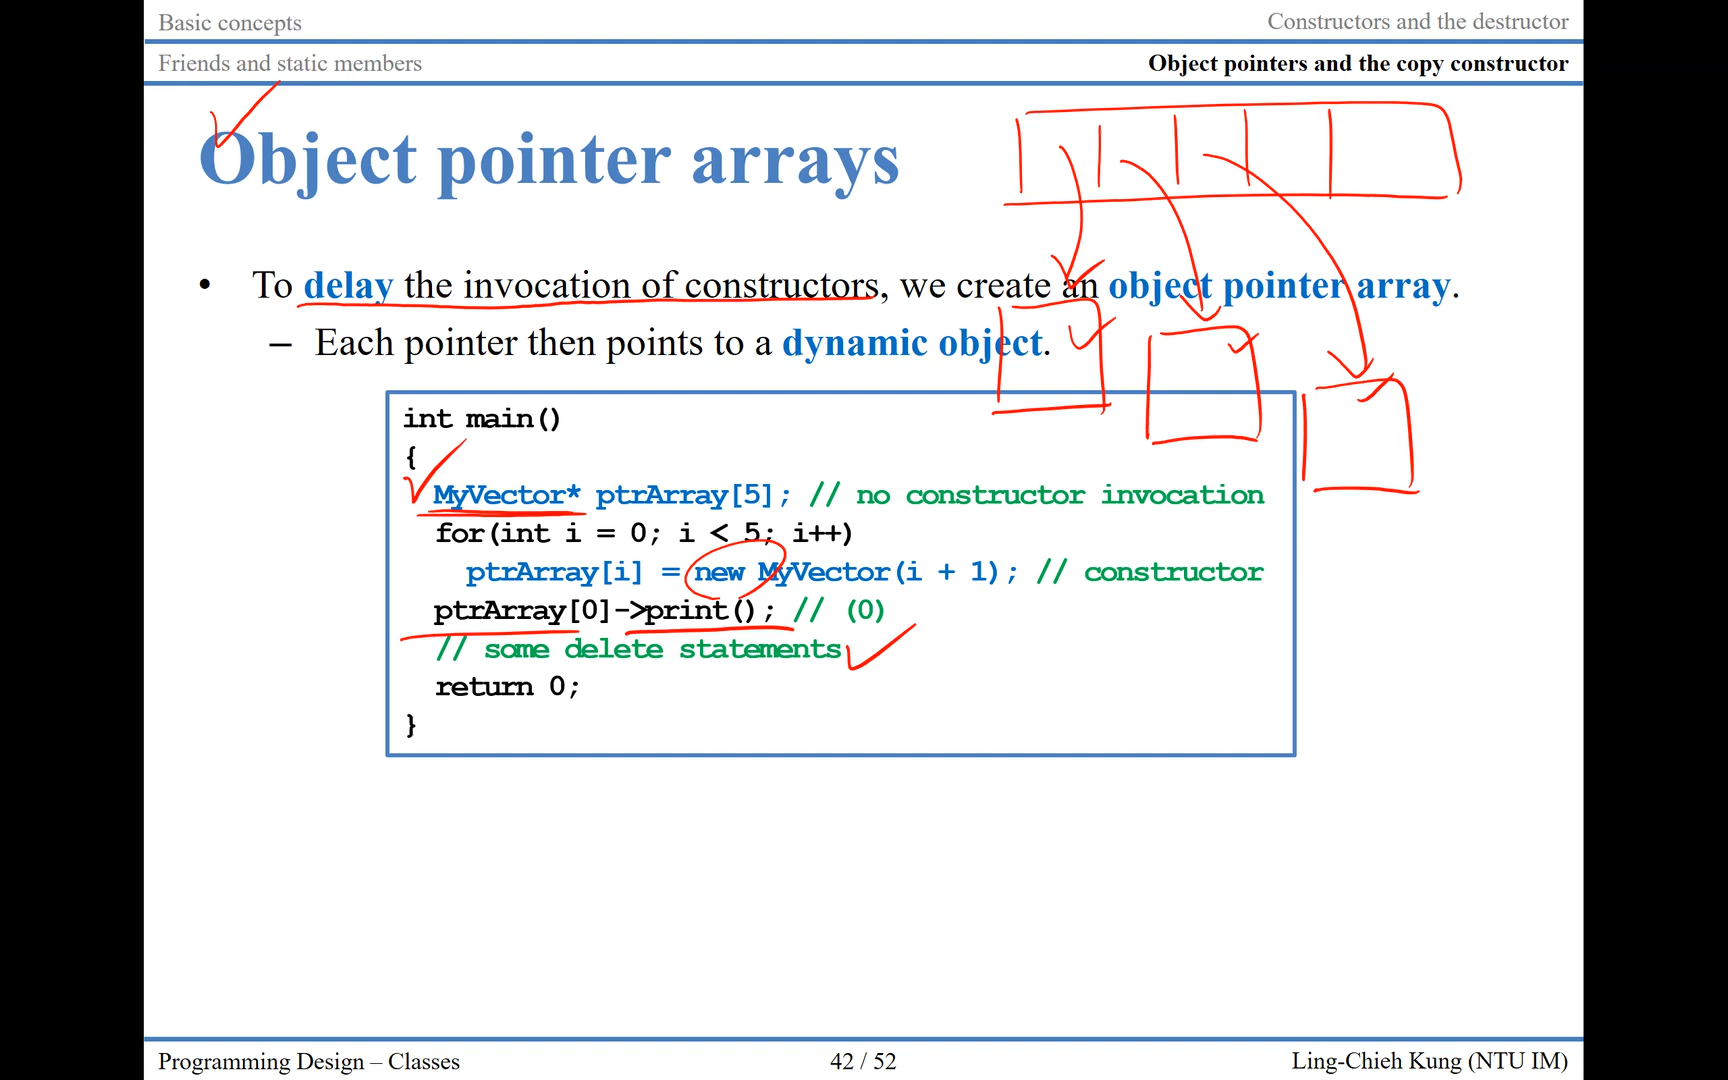 Basic concepts
Constructors and the destructor
Friends and static members
Object pointers and the copy constructor
Object pointer arrays
• To delay the invocation of constructors, we create an object pointer array.
– Each pointer then points to a dynamic object.
int main()
{
  MyVector* ptrArray[5]; // no constructor invocation
  for(int i = 0; i < 5; i++)
    ptrArray[i] = new MyVector(i + 1); // constructor
  ptrArray[0]->print(); // (0)
  // some delete statements
  return 0;
}
Programming Design – Classes
42 / 52
Ling-Chieh Kung (NTU IM)